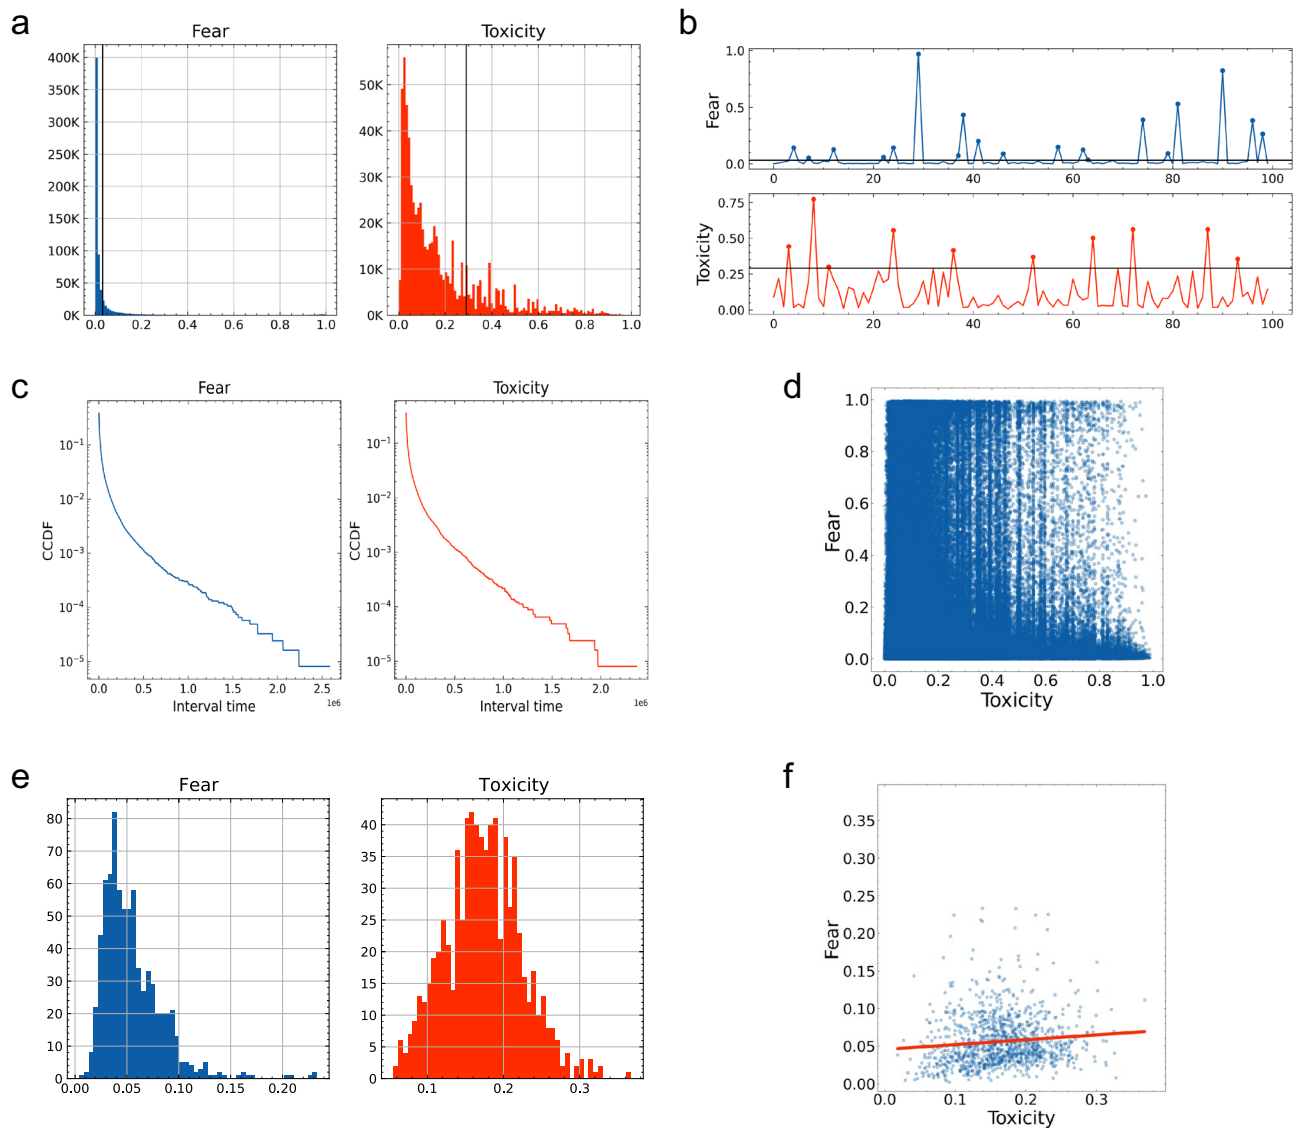 a
Fear
400K
350K
300K
250K
200K
150K
100K
50K
0K
0.0 0.2 0.4 0.6 0.8 1.0
Toxicity
50K
40K
30K
20K
10K
0K
0.0 0.2 0.4 0.6 0.8 1.0
b
Fear
1.0
0.5
0.0
0 20 40 60 80 100
Toxicity
0.75
0.50
0.25
0.00
0 20 40 60 80 100
c
Fear
CCDF
10⁻¹
10⁻²
10⁻³
10⁻⁴
10⁻⁵
0.0 0.5 1.0 1.5 2.0 2.5
Interval time
1e6
Toxicity
CCDF
10⁻¹
10⁻²
10⁻³
10⁻⁴
10⁻⁵
0.0 0.5 1.0 1.5 2.0
Interval time
1e6
d
Fear
1.0
0.8
0.6
0.4
0.2
0.0
0.0 0.2 0.4 0.6 0.8 1.0
Toxicity
e
Fear
80
70
60
50
40
30
20
10
0
0.00 0.05 0.10 0.15 0.20
Toxicity
40
35
30
25
20
15
10
5
0
0.1 0.2 0.3
f
Fear
0.35
0.30
0.25
0.20
0.15
0.10
0.05
0.00
0.0 0.1 0.2 0.3
Toxicity